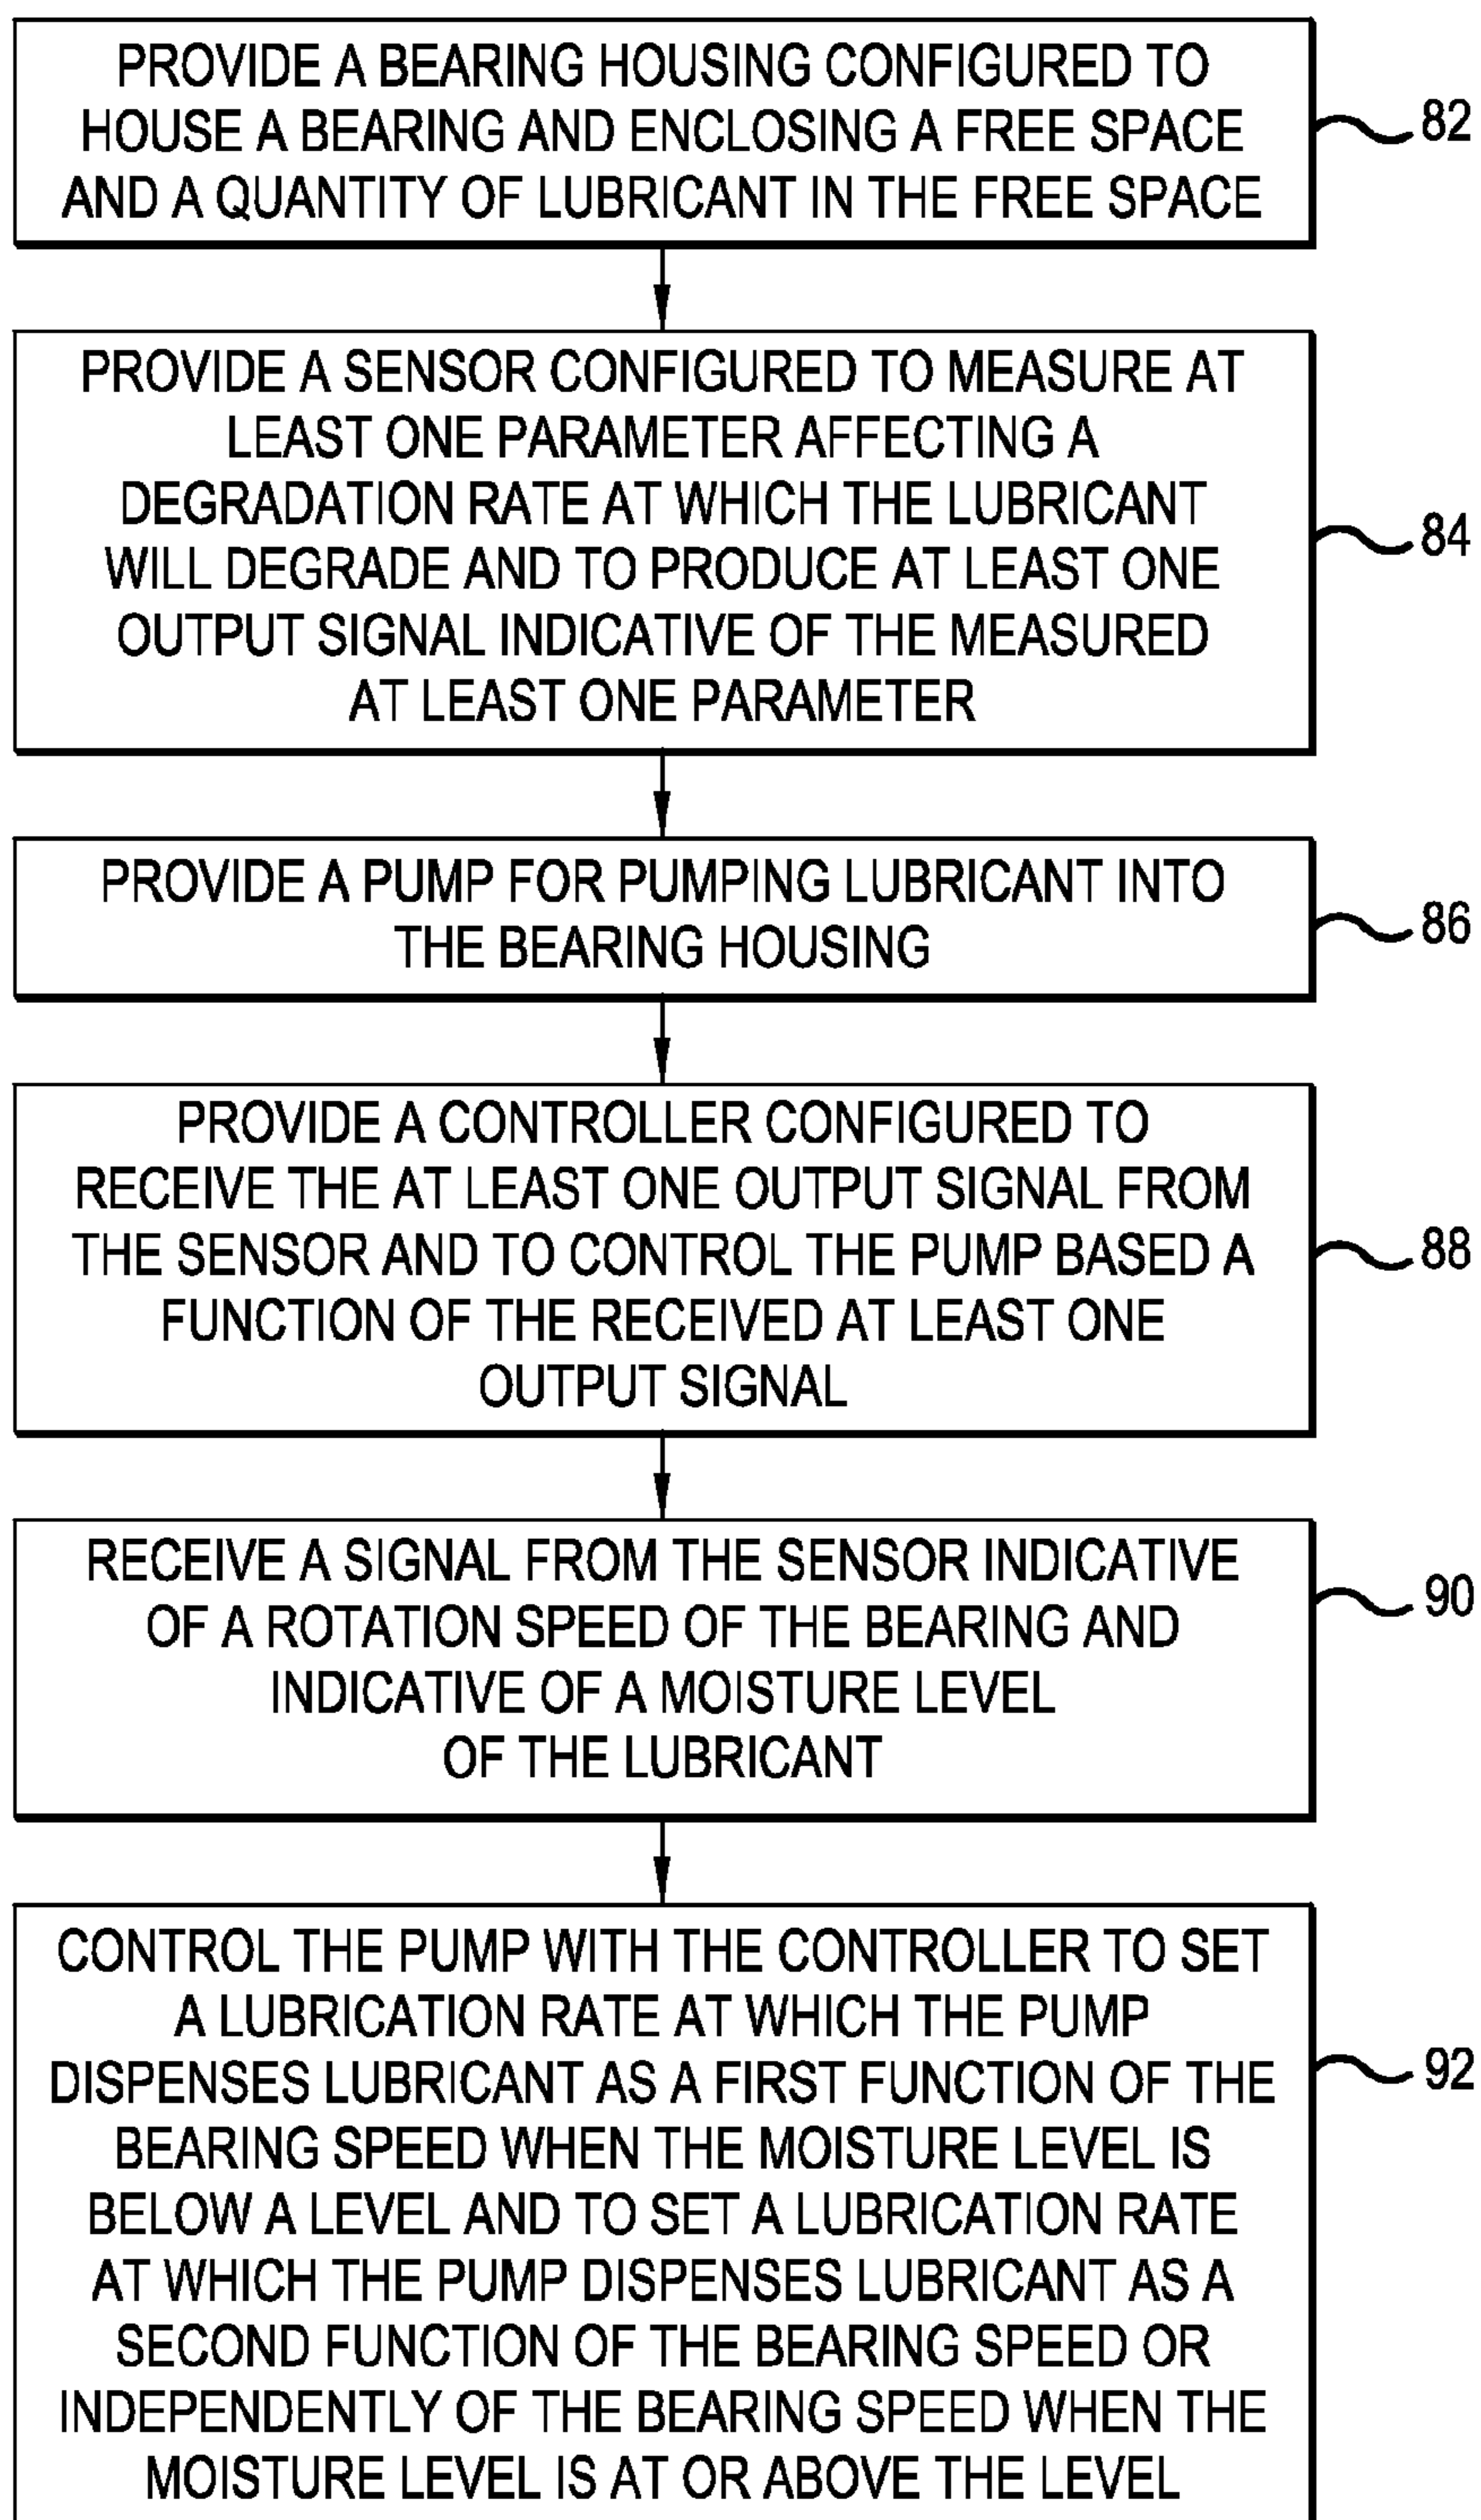 PROVIDE A BEARING HOUSING CONFIGURED TO
HOUSE A BEARING AND ENCLOSING A FREE SPACE
AND A QUANTITY OF LUBRICANT IN THE FREE SPACE
82
PROVIDE A SENSOR CONFIGURED TO MEASURE AT
LEAST ONE PARAMETER AFFECTING A
DEGRADATION RATE AT WHICH THE LUBRICANT
WILL DEGRADE AND TO PRODUCE AT LEAST ONE
OUTPUT SIGNAL INDICATIVE OF THE MEASURED
AT LEAST ONE PARAMETER
84
PROVIDE A PUMP FOR PUMPING LUBRICANT INTO
THE BEARING HOUSING
86
PROVIDE A CONTROLLER CONFIGURED TO
RECEIVE THE AT LEAST ONE OUTPUT SIGNAL FROM
THE SENSOR AND TO CONTROL THE PUMP BASED A
FUNCTION OF THE RECEIVED AT LEAST ONE
OUTPUT SIGNAL
88
RECEIVE A SIGNAL FROM THE SENSOR INDICATIVE
OF A ROTATION SPEED OF THE BEARING AND
INDICATIVE OF A MOISTURE LEVEL
OF THE LUBRICANT
90
CONTROL THE PUMP WITH THE CONTROLLER TO SET
A LUBRICATION RATE AT WHICH THE PUMP
DISPENSES LUBRICANT AS A FIRST FUNCTION OF THE
BEARING SPEED WHEN THE MOISTURE LEVEL IS
BELOW A LEVEL AND TO SET A LUBRICATION RATE
AT WHICH THE PUMP DISPENSES LUBRICANT AS A
SECOND FUNCTION OF THE BEARING SPEED OR
INDEPENDENTLY OF THE BEARING SPEED WHEN THE
MOISTURE LEVEL IS AT OR ABOVE THE LEVEL
92